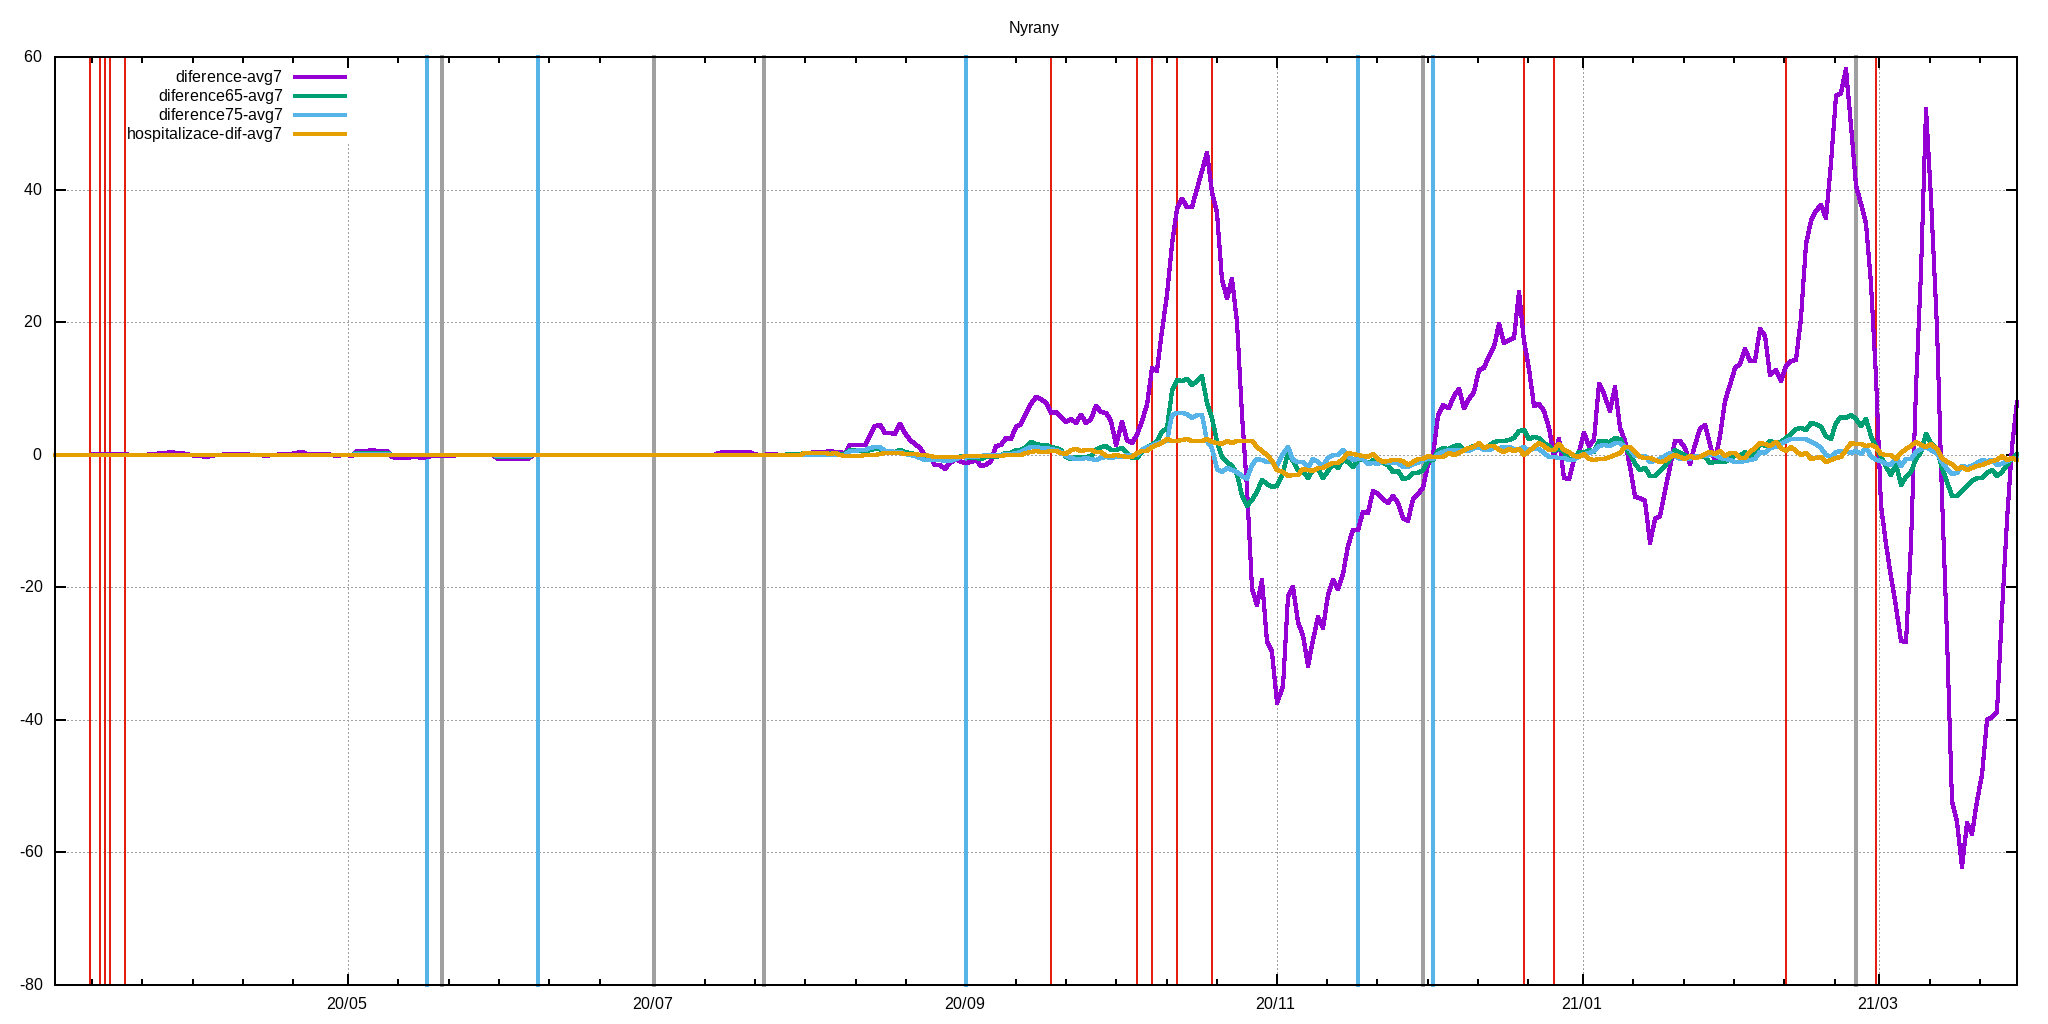 Nyrany
60
diference-avg7
diference65-avg7
diference75-avg7
hospitalizace-dif-avg7
40
20
0
-20
-40
-60
-80
20/05 20/07 20/09 20/11 21/01 21/03